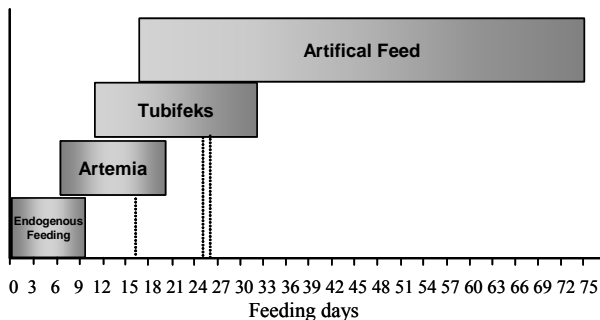 Artifical Feed
Tubifeks
Artemia
Endogenous
Feeding
0 3 6 9 12 15 18 21 24 27 30 33 36 39 42 45 48 51 54 57 60 63 66 69 72 75
Feeding days